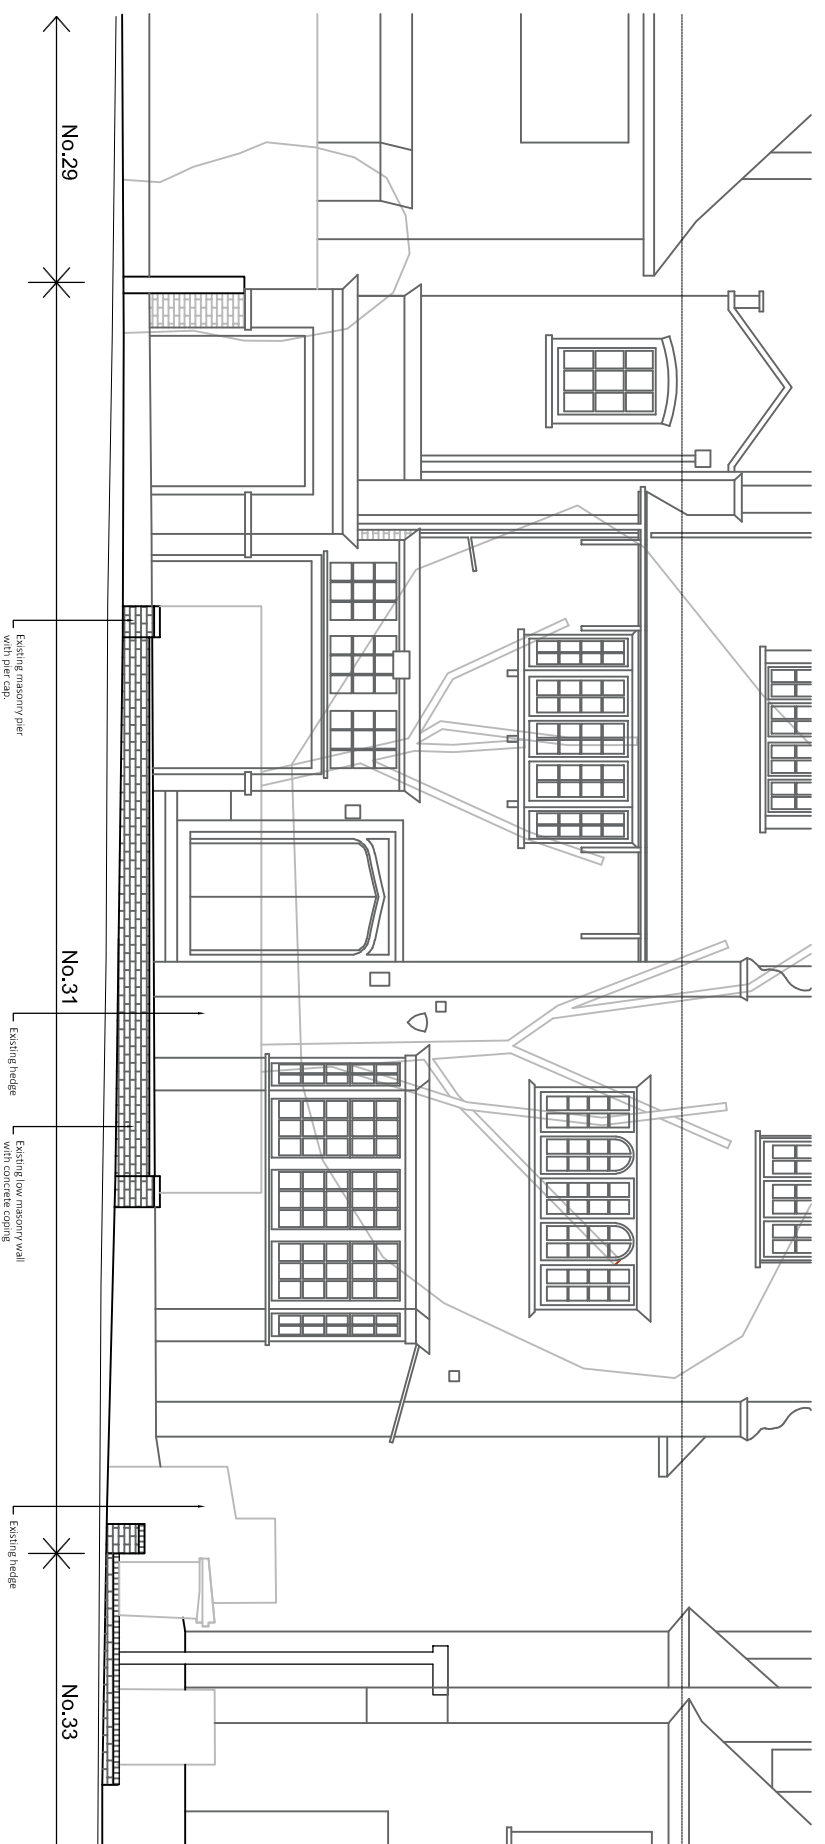 No.29
No.31
No.33
Existing masonry pier
with pier cap.
Existing hedge
Existing low masonry wall
with concrete coping
Existing hedge